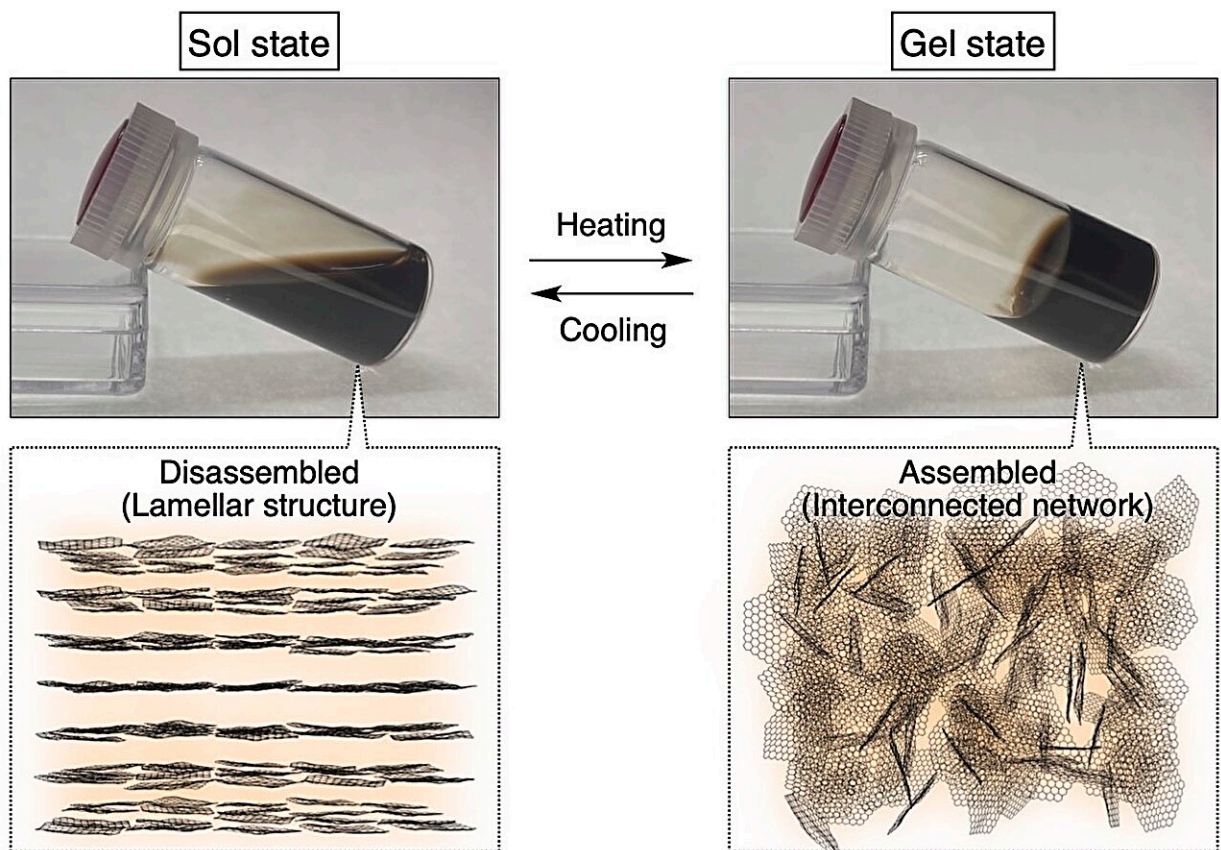 Sol state
Gel state
Heating
Cooling
Disassembled
(Lamellar structure)
Assembled
(Interconnected network)